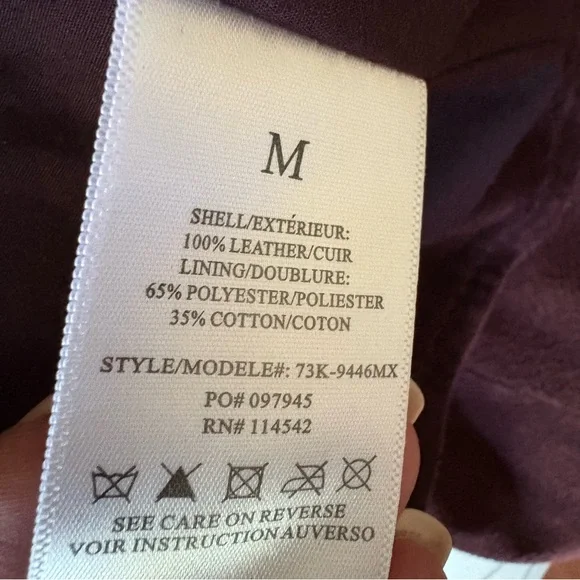 M
SHELL/EXTÉRIEUR:
100% LEATHER/CUIR
LINING/DOUBLURE:
65% POLYESTER/POLIESTER
35% COTTON/COTON
STYLE/MODELE#: 73K-9446MX
PO# 097945
RN# 114542
SEE CARE ON REVERSE
VOIR INSTRUCTION AUVERSO